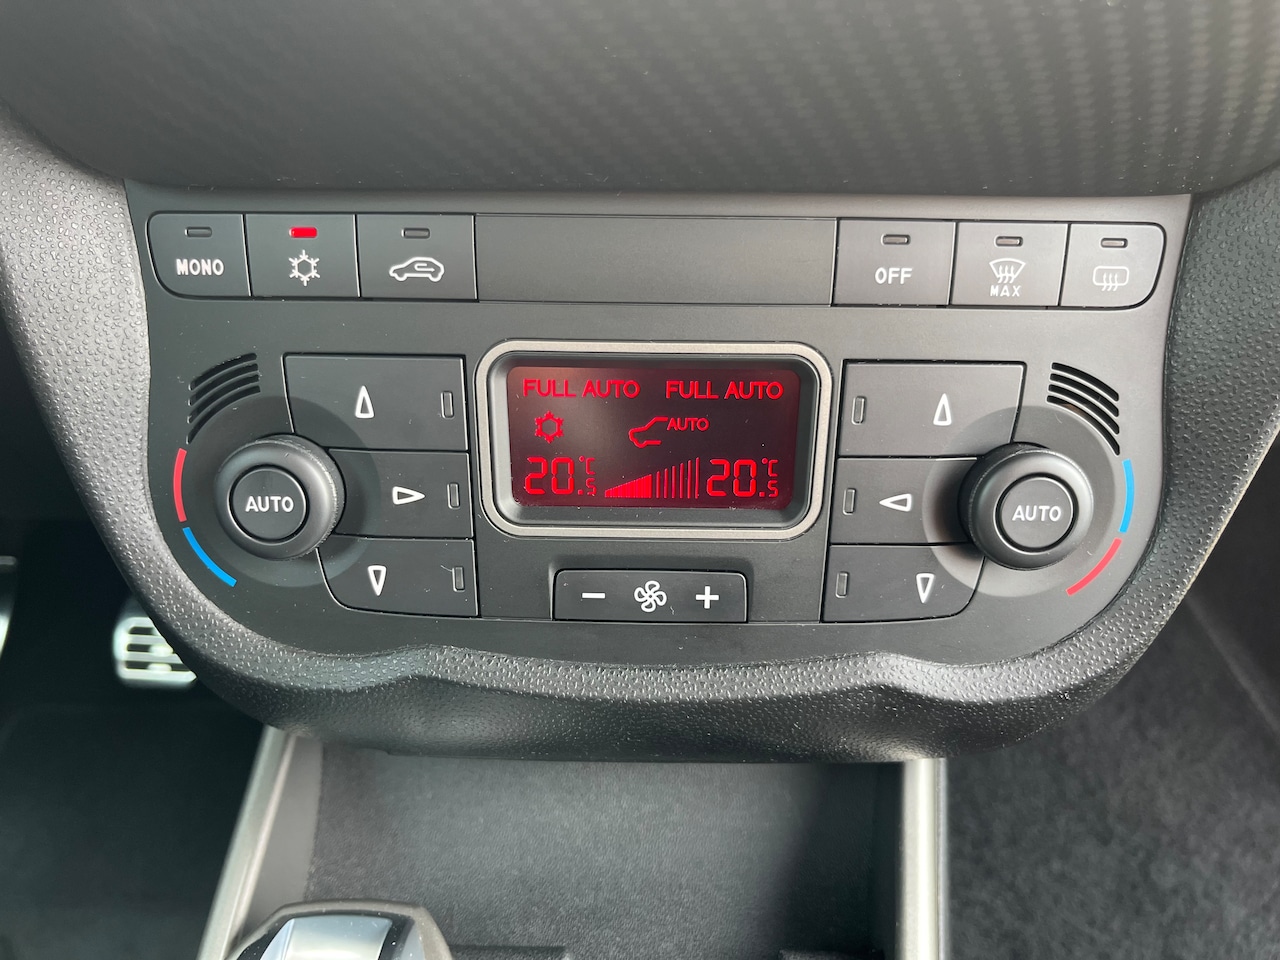 MONO
OFF
MAX
FULL AUTO FULL AUTO
AUTO
20.5 °C 20.5 °C
AUTO
AUTO
− +